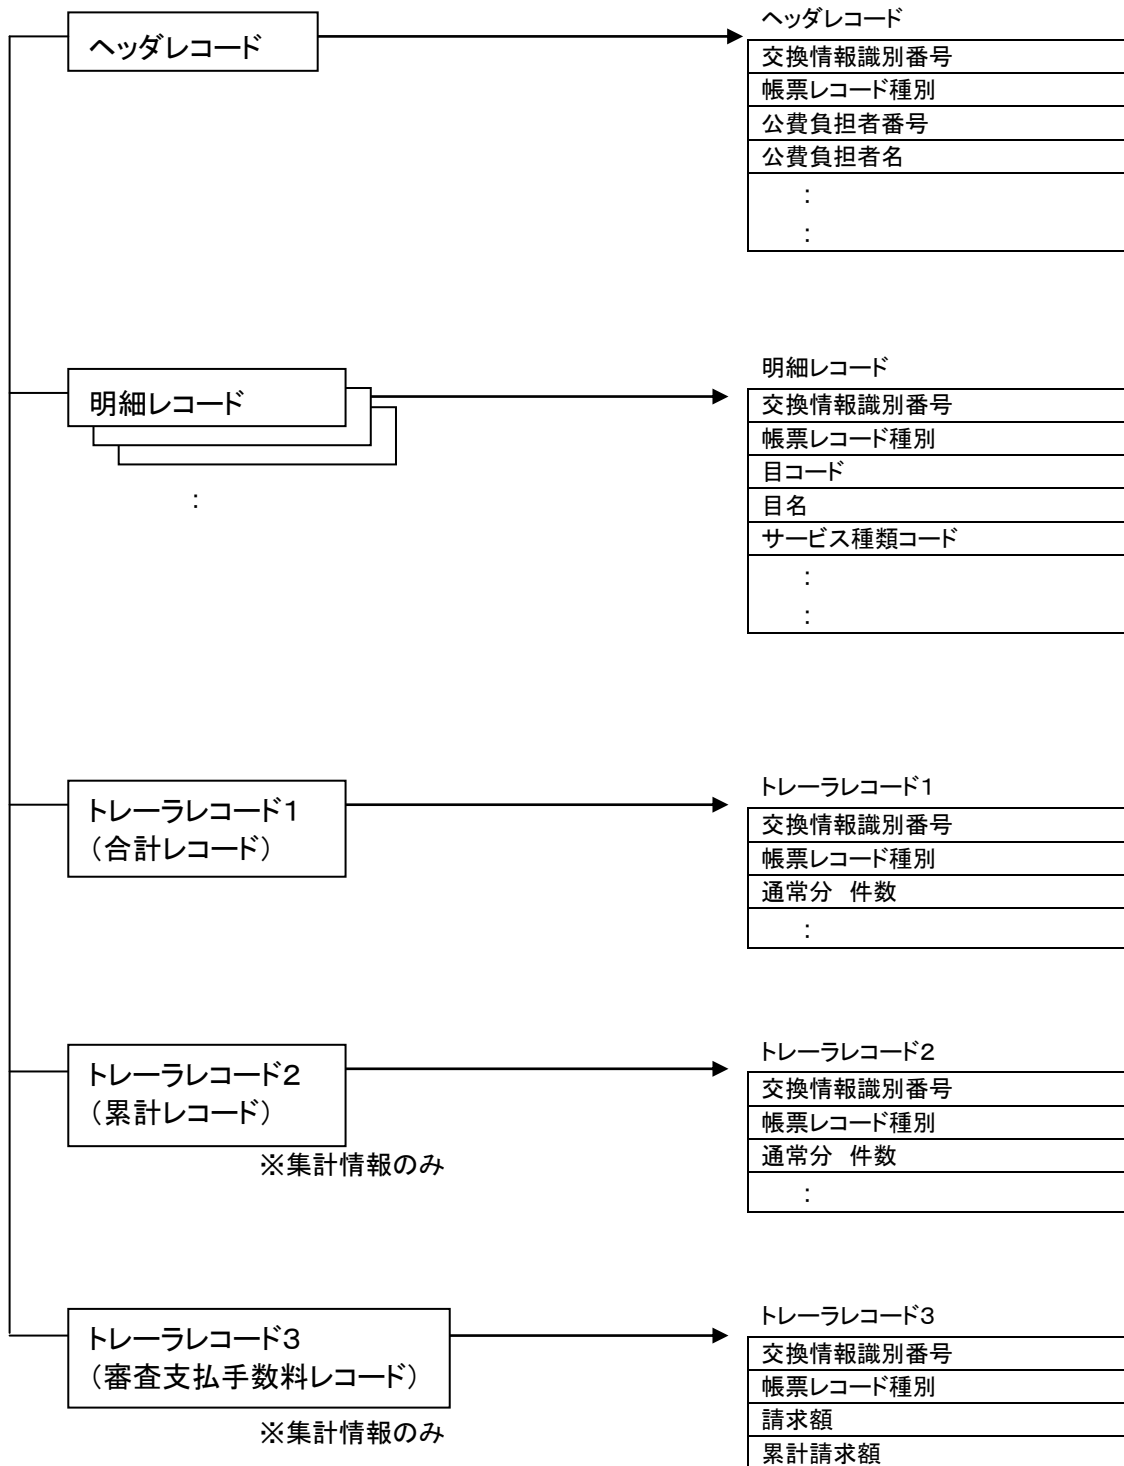 ヘッダレコード
ヘッダレコード
交換情報識別番号
帳票レコード種別
公費負担者番号
公費負担者名
:
:
明細レコード
:
明細レコード
交換情報識別番号
帳票レコード種別
目コード
目名
サービス種類コード
:
:
トレーラレコード1
（合計レコード）
トレーラレコード1
交換情報識別番号
帳票レコード種別
通常分　件数
:
トレーラレコード2
（累計レコード）
※集計情報のみ
トレーラレコード2
交換情報識別番号
帳票レコード種別
通常分　件数
:
トレーラレコード3
（審査支払手数料レコード）
※集計情報のみ
トレーラレコード3
交換情報識別番号
帳票レコード種別
請求額
累計請求額